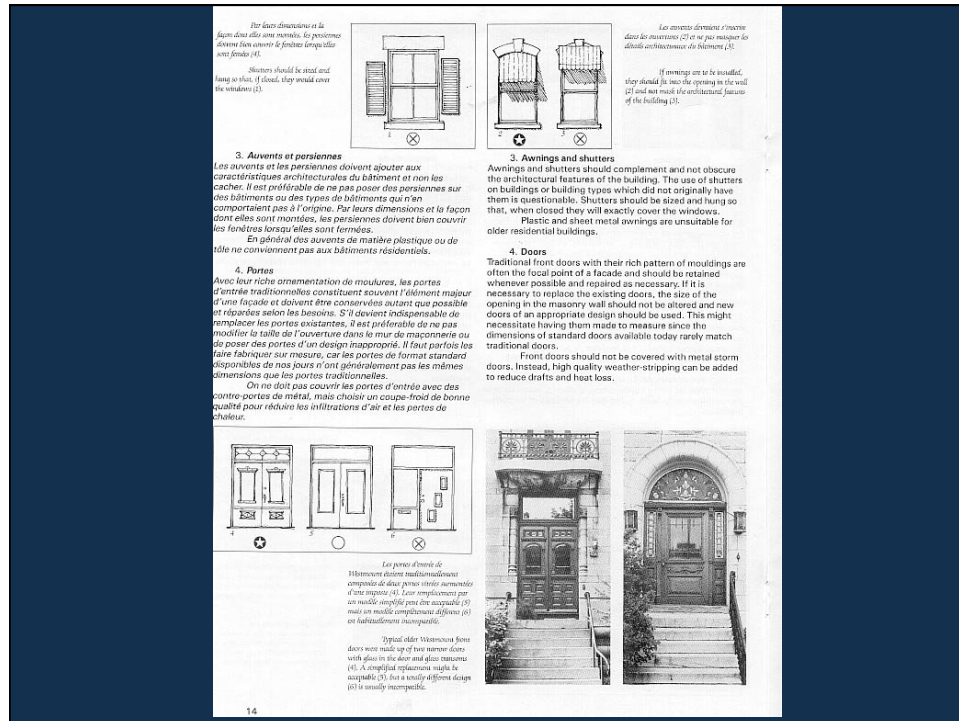 Par leurs dimensions et la
façon dont elles sont montées, les persiennes
doivent bien couvrir le fenêtres lorsqu'elles
sont fermées (4).
Shutters should be sized and
hung so that, if closed, they would cover
the windows (1).
1
2
3
Les auvents devraient s'inscrire
dans les ouvertures (2) et ne pas masquer les
détails architecturaux du bâtiment (3).
If awnings are to be installed,
they should fit into the opening in the wall
(2) and not mask the architectural features
of the building (3).
3. Auvents et persiennes
Les auvents et les persiennes doivent ajouter aux
caractéristiques architecturales du bâtiment et non les
cacher. Il est préférable de ne pas poser des persiennes sur
des bâtiments ou des types de bâtiments qui n'en
comportaient pas à l'origine. Par leurs dimensions et la façon
dont elles sont montées, les persiennes doivent bien couvrir
les fenêtres lorsqu'elles sont fermées.
En général des auvents de matière plastique ou de
tôle ne conviennent pas aux bâtiments résidentiels.
4. Portes
Avec leur riche ornementation de moulures, les portes
d'entrée traditionnelles constituent souvent l'élément majeur
d'une façade et doivent être conservées autant que possible
et réparées selon les besoins. S'il devient indispensable de
remplacer les portes existantes, il est préferable de ne pas
modifier la taille de l'ouverture dans le mur de maçonnerie ou
de poser des portes d'un design inapproprié. Il faut parfois les
faire fabriquer sur mesure, car les portes de format standard
disponibles de nos jours n'ont généralement pas les mêmes
dimensions que les portes traditionnelles.
On ne doit pas couvrir les portes d'entrée avec des
contre-portes de métal, mais choisir un coupe-froid de bonne
qualité pour réduire les infiltrations d'air et les pertes de
chaleur.
3. Awnings and shutters
Awnings and shutters should complement and not obscure
the architectural features of the building. The use of shutters
on buildings or building types which did not originally have
them is questionable. Shutters should be sized and hung so
that, when closed they will exactly cover the windows.
Plastic and sheet metal awnings are unsuitable for
older residential buildings.
4. Doors
Traditional front doors with their rich pattern of mouldings are
often the focal point of a facade and should be retained
whenever possible and repaired as necessary. If it is
necessary to replace the existing doors, the size of the
opening in the masonry wall should not be altered and new
doors of an appropriate design should be used. This might
necessitate having them made to measure since the
dimensions of standard doors available today rarely match
traditional doors.
Front doors should not be covered with metal storm
doors. Instead, high quality weather-stripping can be added
to reduce drafts and heat loss.
4
5
6
Les portes d'entrée de
Westmount étaient traditionnellement
composées de deux portes vitrées surmontées
d'une imposte (4). Leur remplacement par
un modèle simplifié peut être acceptable (5)
mais un modèle complètement différent (6)
est habituellement incompatible.
Typical older Westmount front
doors were made up of two narrow doors
with glass in the door and glass transoms
(4). A simplified replacement might be
acceptable (5), but a totally different design
(6) is usually incompatible.
14